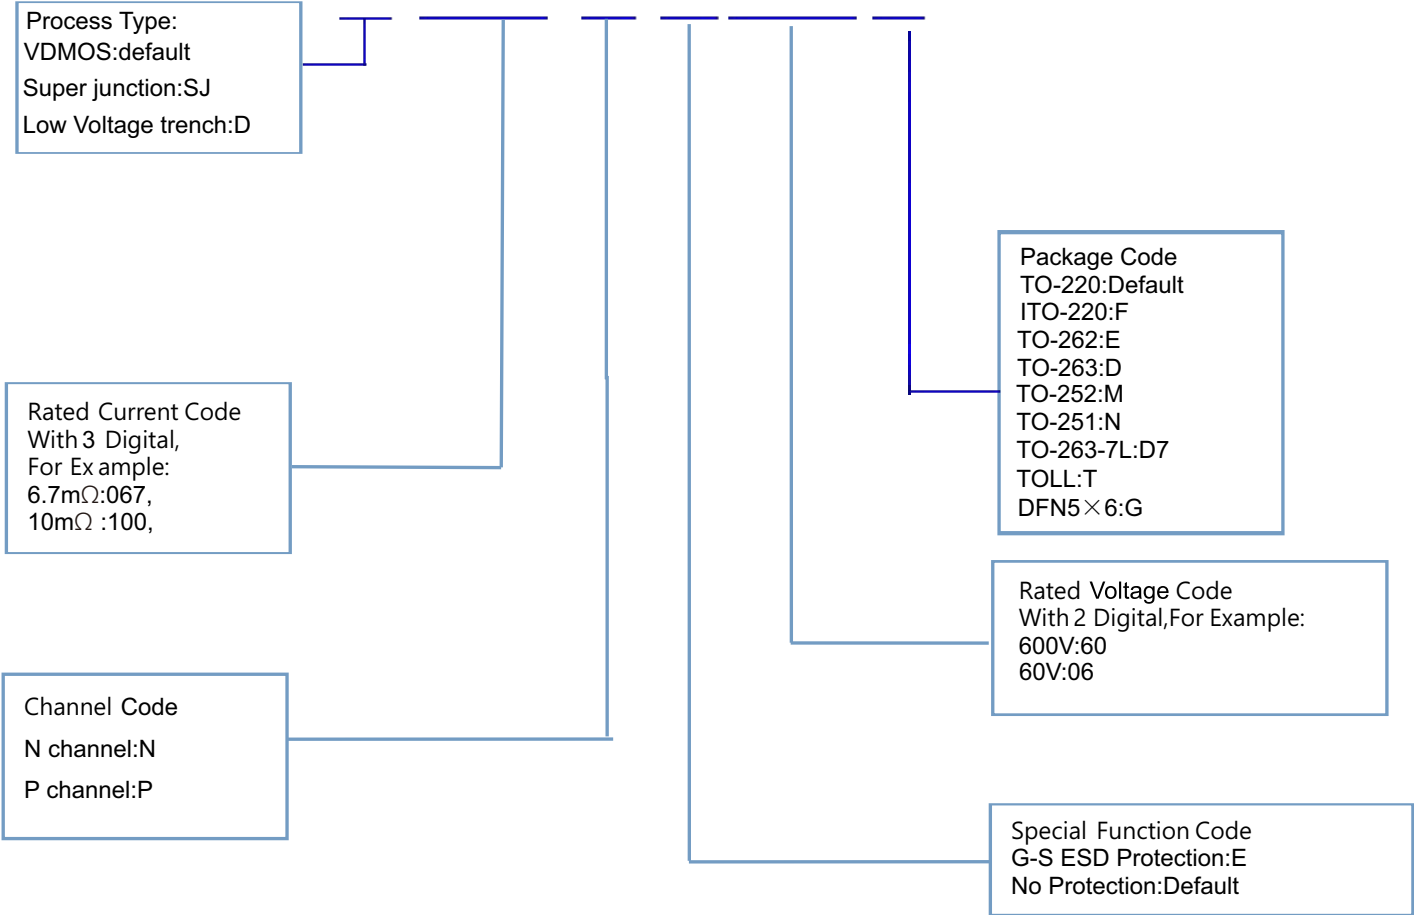 Process Type:
VDMOS:default
Super junction:SJ
Low Voltage trench:D
Package Code
TO-220:Default
ITO-220:F
TO-262:E
TO-263:D
TO-252:M
TO-251:N
TO-263-7L:D7
TOLL:T
DFN5×6:G
Rated Current Code
With 3 Digital,
For Ex ample:
6.7mΩ:067,
10mΩ :100,
Rated Voltage Code
With 2 Digital,For Example:
600V:60
60V:06
Channel Code
N channel:N
P channel:P
Special Function Code
G-S ESD Protection:E
No Protection:Default